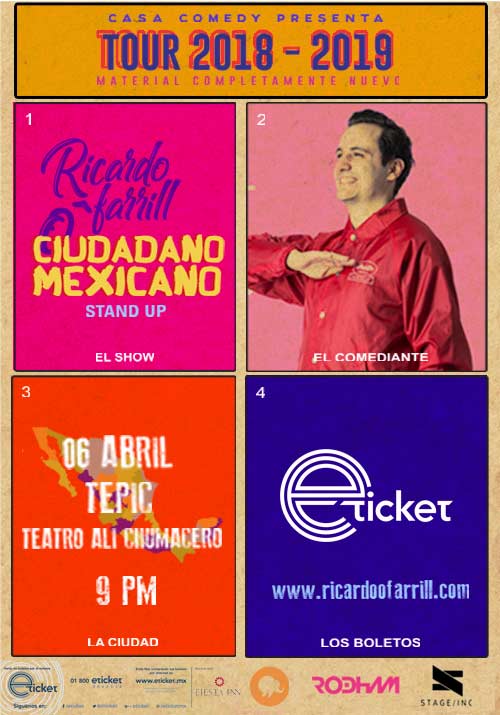 CASA COMEDY PRESENTA
TOUR 2018 - 2019
MATERIAL COMPLETAMENTE NUEVO
1
Ricardo
O'farrill
CIUDADANO
MEXICANO
STAND UP
EL SHOW
2
EL COMEDIANTE
3
06 ABRIL
TEPIC
TEATRO ALI CHUMACERO
9 PM
LA CIUDAD
4
eticket
www.ricardoofarrill.com
LOS BOLETOS
eticket
Síguenos en:
01 800 eticket
www.eticket.mx
FIESTA INN
RODHAM
STAGE/INC